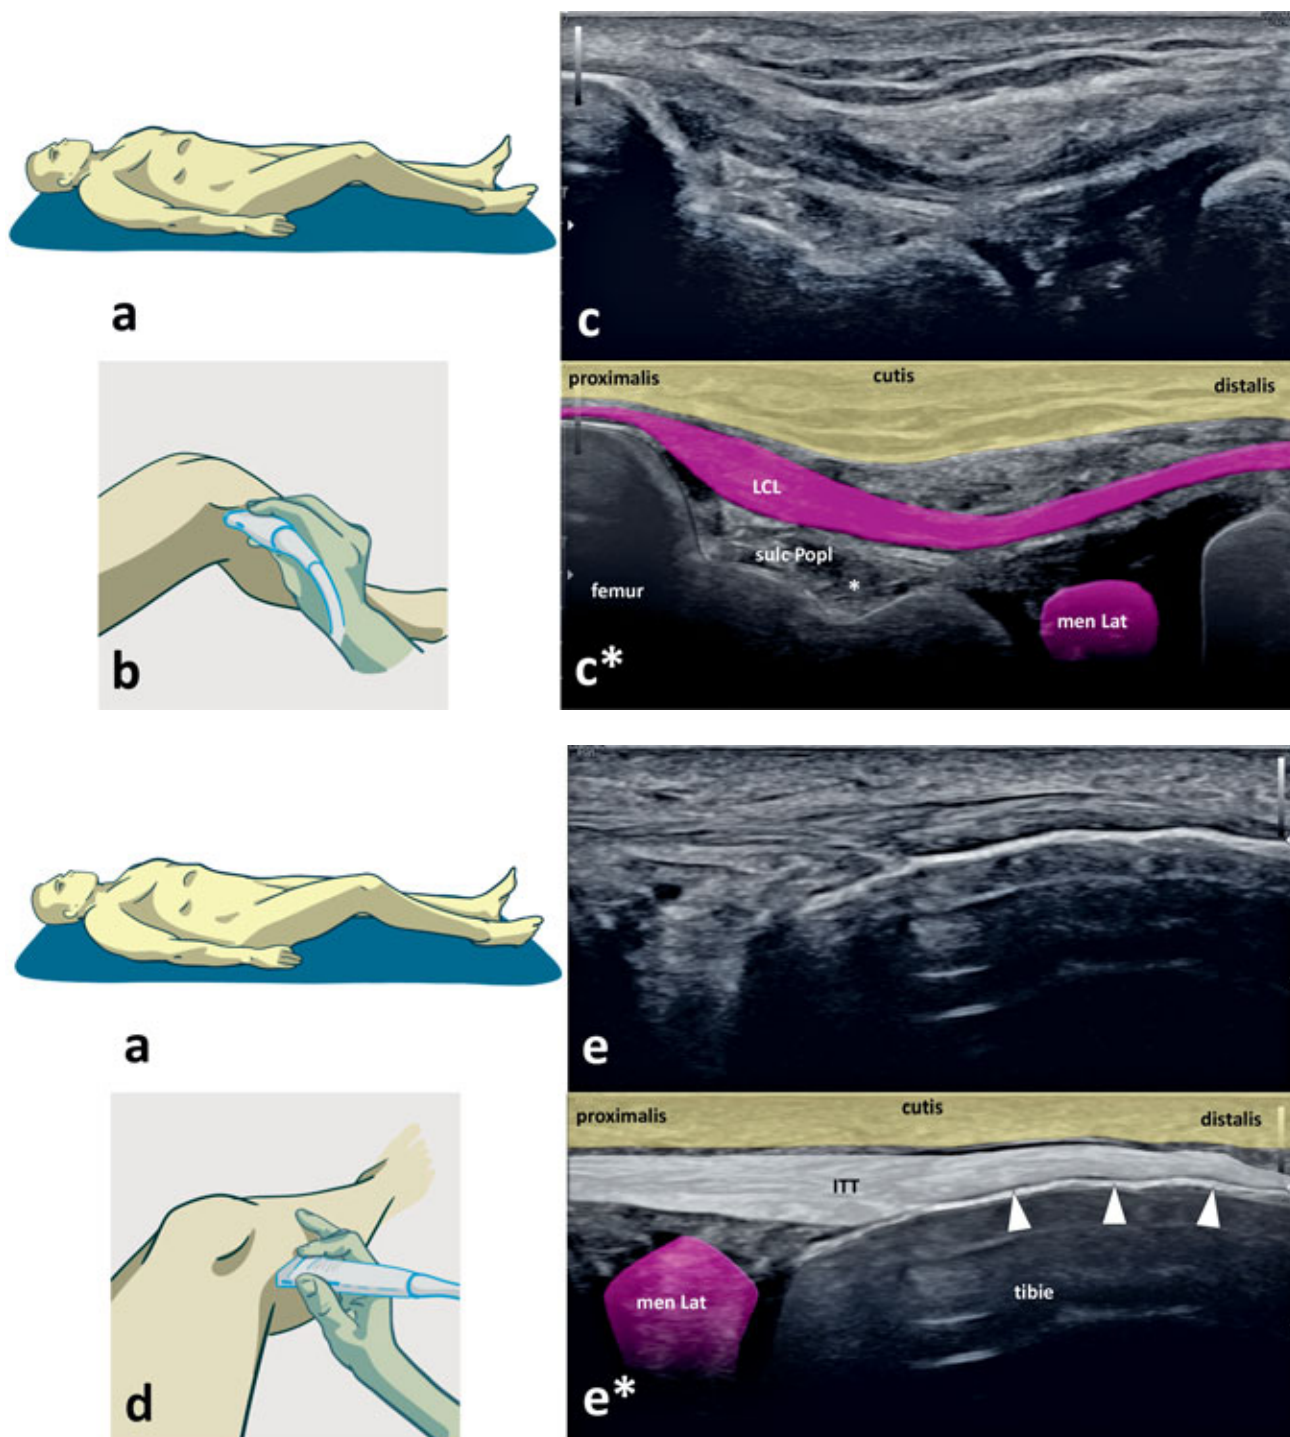 a
c
b
proximalis
cutis
distalis
LCL
sulc Popl
*
femur
men Lat
c*
a
e
d
proximalis
cutis
distalis
ITT
men Lat
tibie
e*